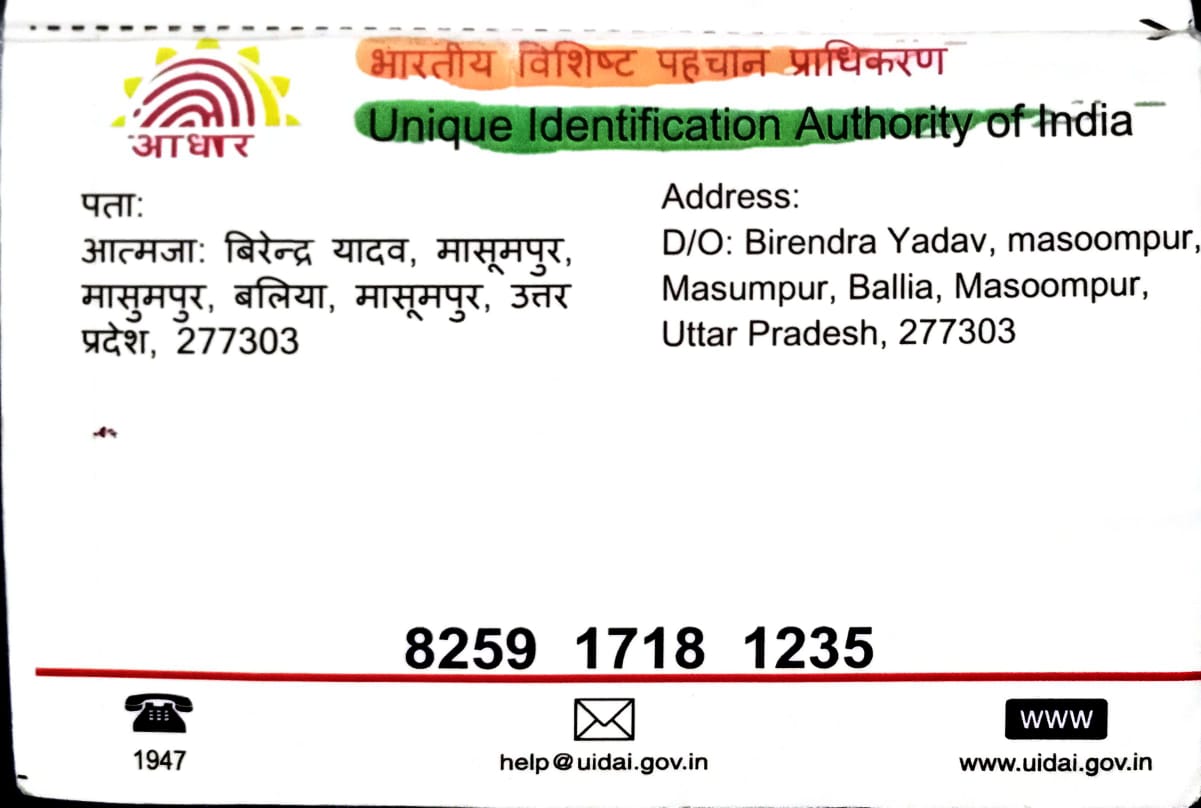 भारतीय विशिष्ट पहचान प्राधिकरण
Unique Identification Authority of India
आधार
पता:
आत्मजा: बिरेन्द्र यादव, मासूमपुर,
मासुमपुर, बलिया, मासूमपुर, उत्तर
प्रदेश, 277303
Address:
D/O: Birendra Yadav, masoompur,
Masumpur, Ballia, Masoompur,
Uttar Pradesh, 277303
8259 1718 1235
1947
help@uidai.gov.in
www
www.uidai.gov.in